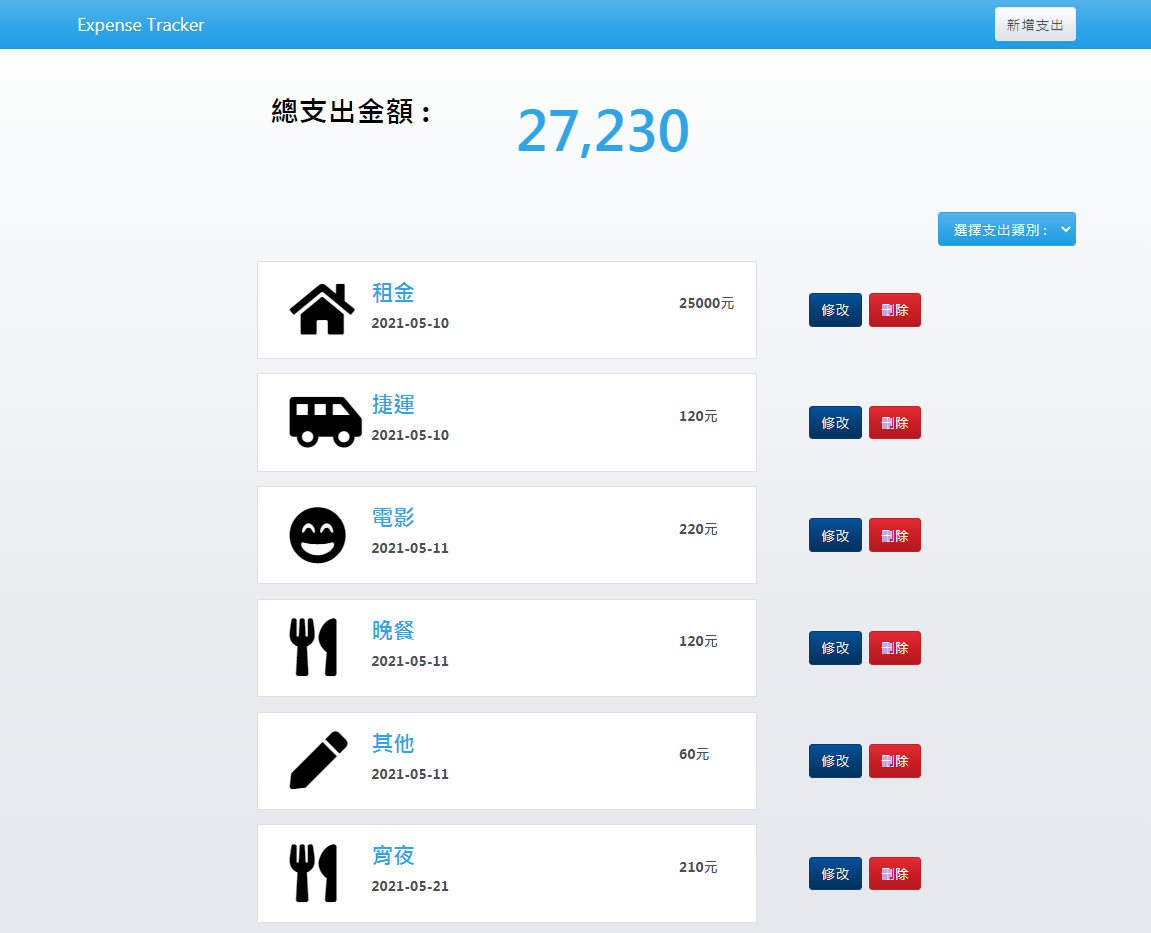 Expense Tracker
新增支出
總支出金額：
27,230
選擇支出類別 :
租金
2021-05-10
25000元
修改
刪除
捷運
2021-05-10
120元
修改
刪除
電影
2021-05-11
220元
修改
刪除
晚餐
2021-05-11
120元
修改
刪除
其他
2021-05-11
60元
修改
刪除
宵夜
2021-05-21
210元
修改
刪除